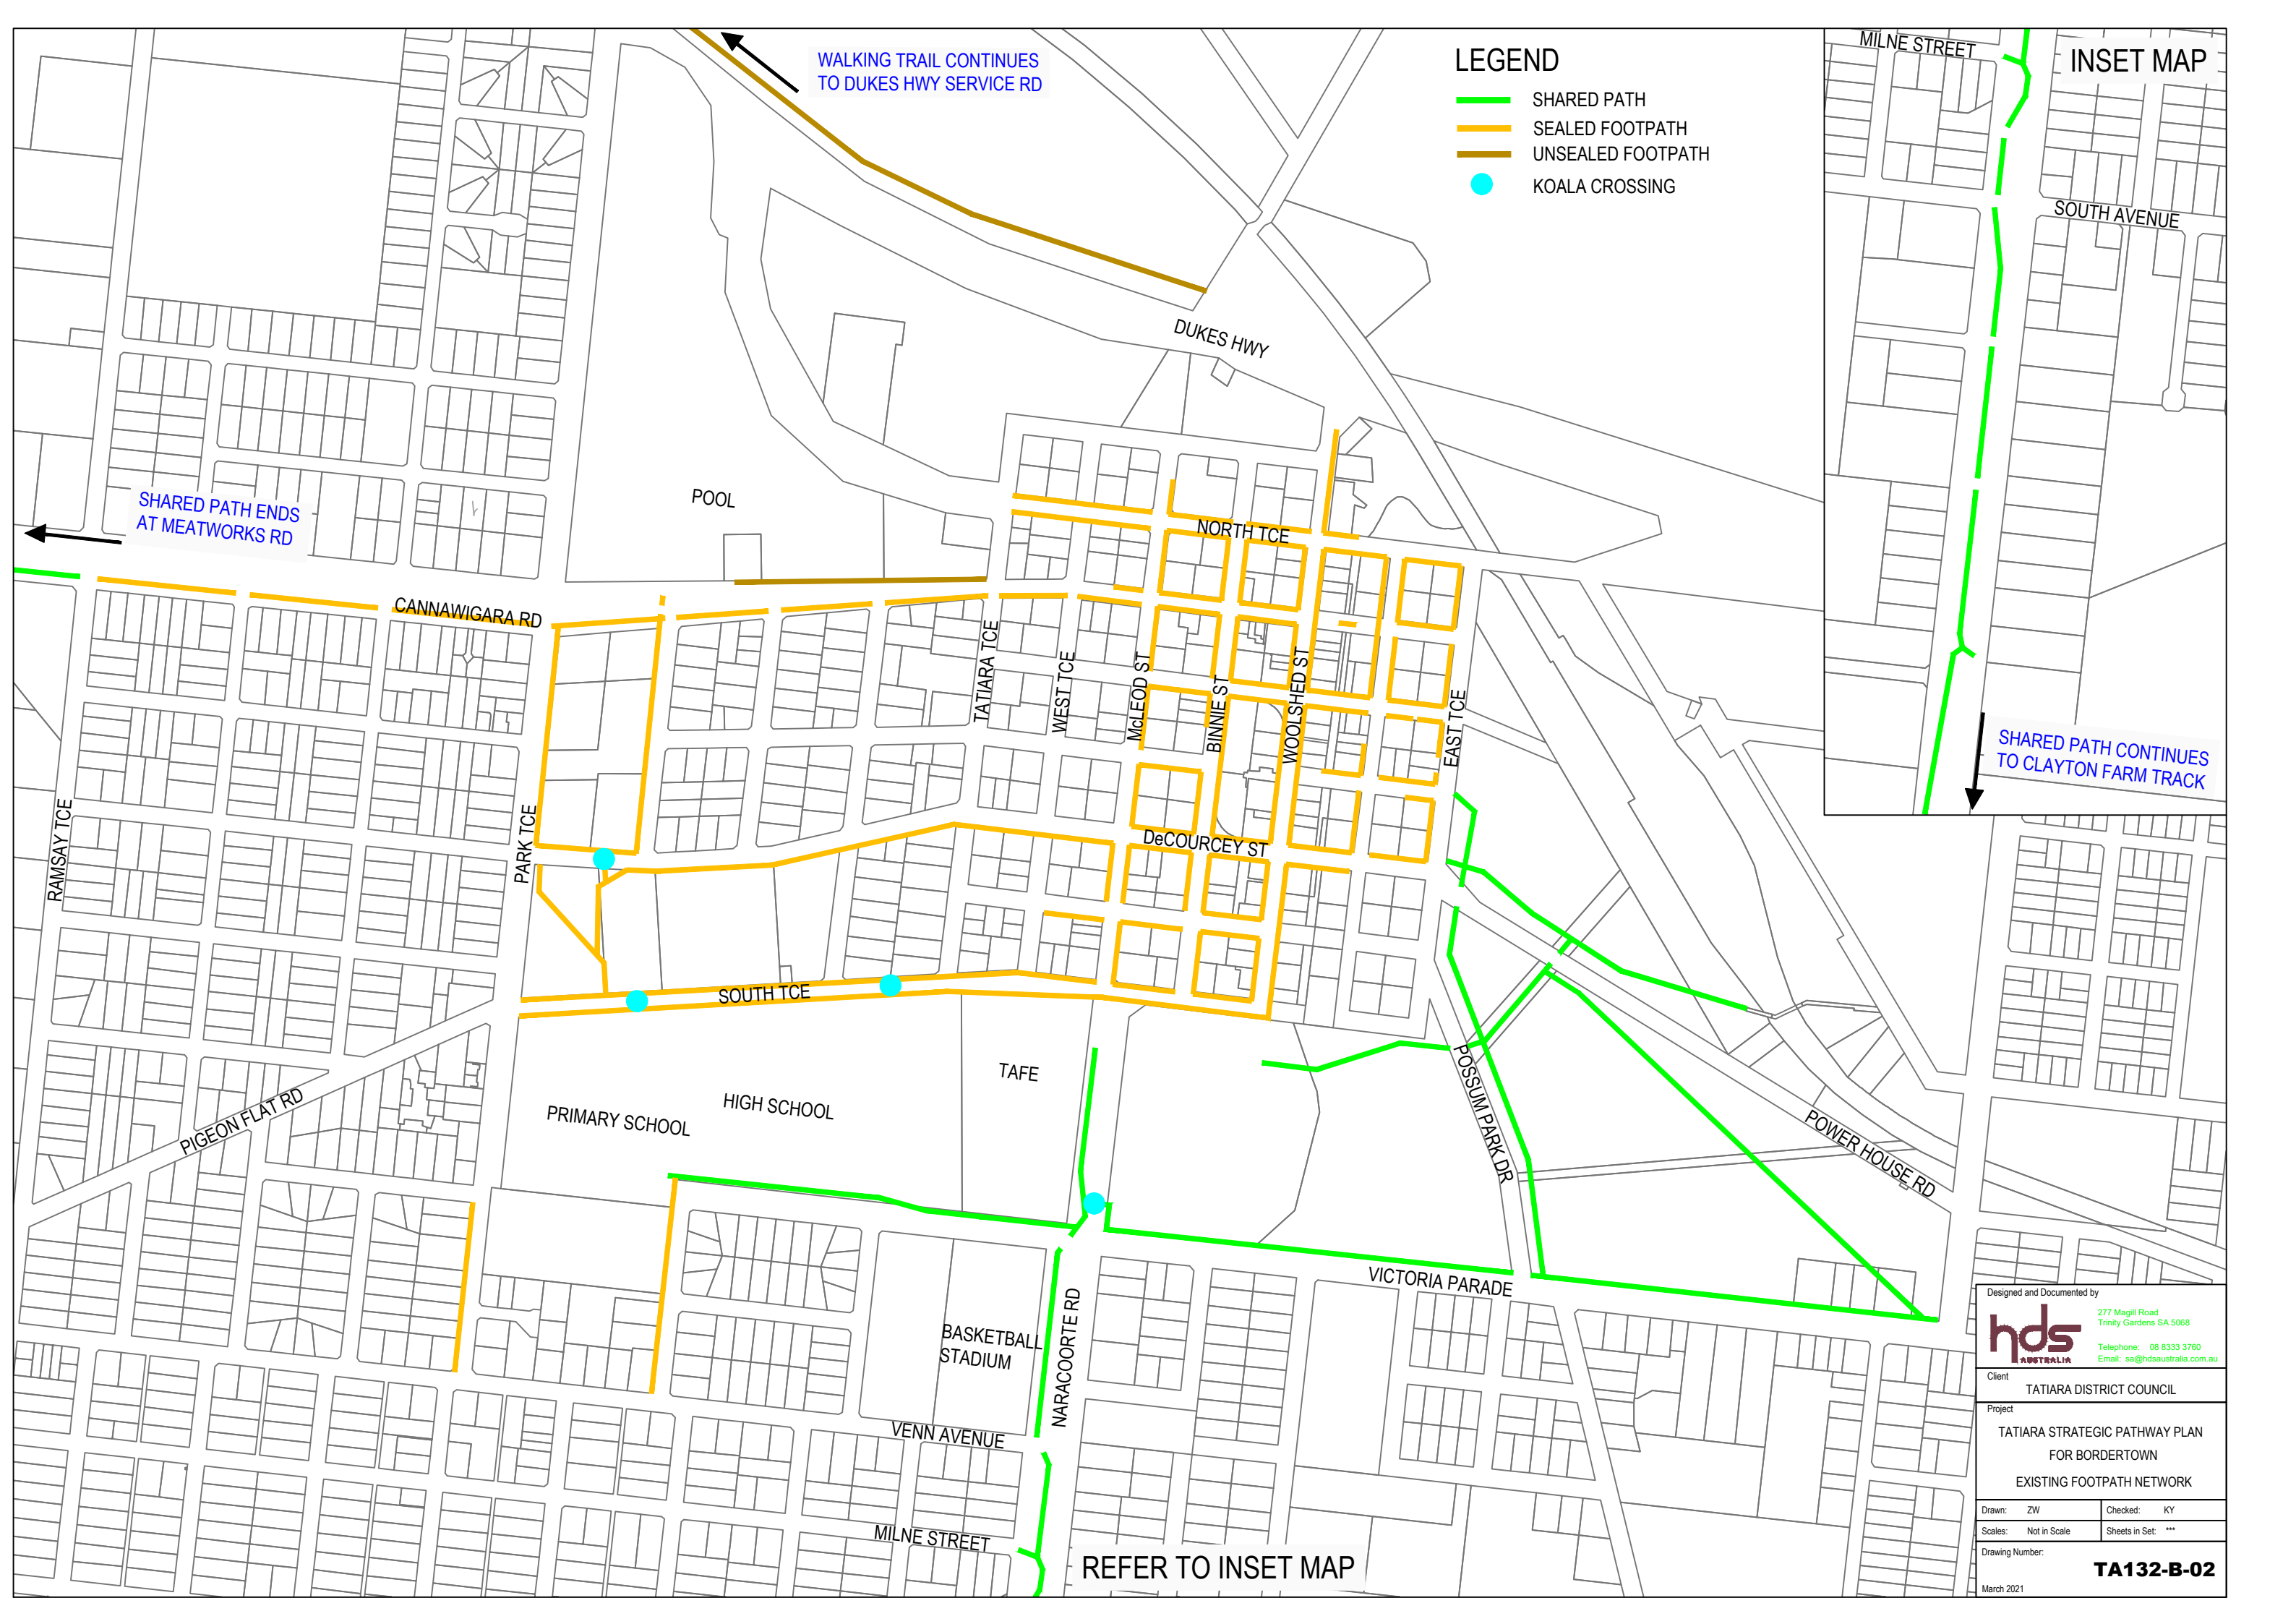 WALKING TRAIL CONTINUES
TO DUKES HWY SERVICE RD
LEGEND
SHARED PATH
SEALED FOOTPATH
UNSEALED FOOTPATH
KOALA CROSSING
MILNE STREET
INSET MAP
SOUTH AVENUE
SHARED PATH CONTINUES
TO CLAYTON FARM TRACK
DUKES HWY
POOL
SHARED PATH ENDS
AT MEATWORKS RD
NORTH TCE
CANNAWIGARA RD
TATIARA TCE
WEST TCE
McLEOD ST
BINNIE ST
WOOLSHED ST
EAST TCE
RAMSAY TCE
PARK TCE
DeCOURCEY ST
SOUTH TCE
TAFE
HIGH SCHOOL
PRIMARY SCHOOL
PIGEON FLAT RD
POSSUM PARK DR
POWER HOUSE RD
VICTORIA PARADE
BASKETBALL
STADIUM
NARACOORTE RD
VENN AVENUE
MILNE STREET
REFER TO INSET MAP
Designed and Documented by
hds
AUSTRALIA
277 Magill Road
Trinity Gardens SA 5068
Telephone: 08 8333 3760
Email: sa@hdsaustralia.com.au
Client
TATIARA DISTRICT COUNCIL
Project
TATIARA STRATEGIC PATHWAY PLAN
FOR BORDERTOWN
EXISTING FOOTPATH NETWORK
Drawn: ZW Checked: KY
Scales: Not in Scale Sheets in Set: ***
Drawing Number:
TA132-B-02
March 2021